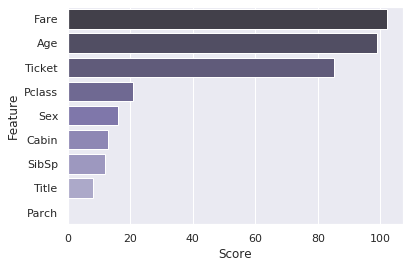 Fare
Age
Ticket
Pclass
Sex
Cabin
SibSp
Title
Parch
Feature
0 20 40 60 80 100
Score